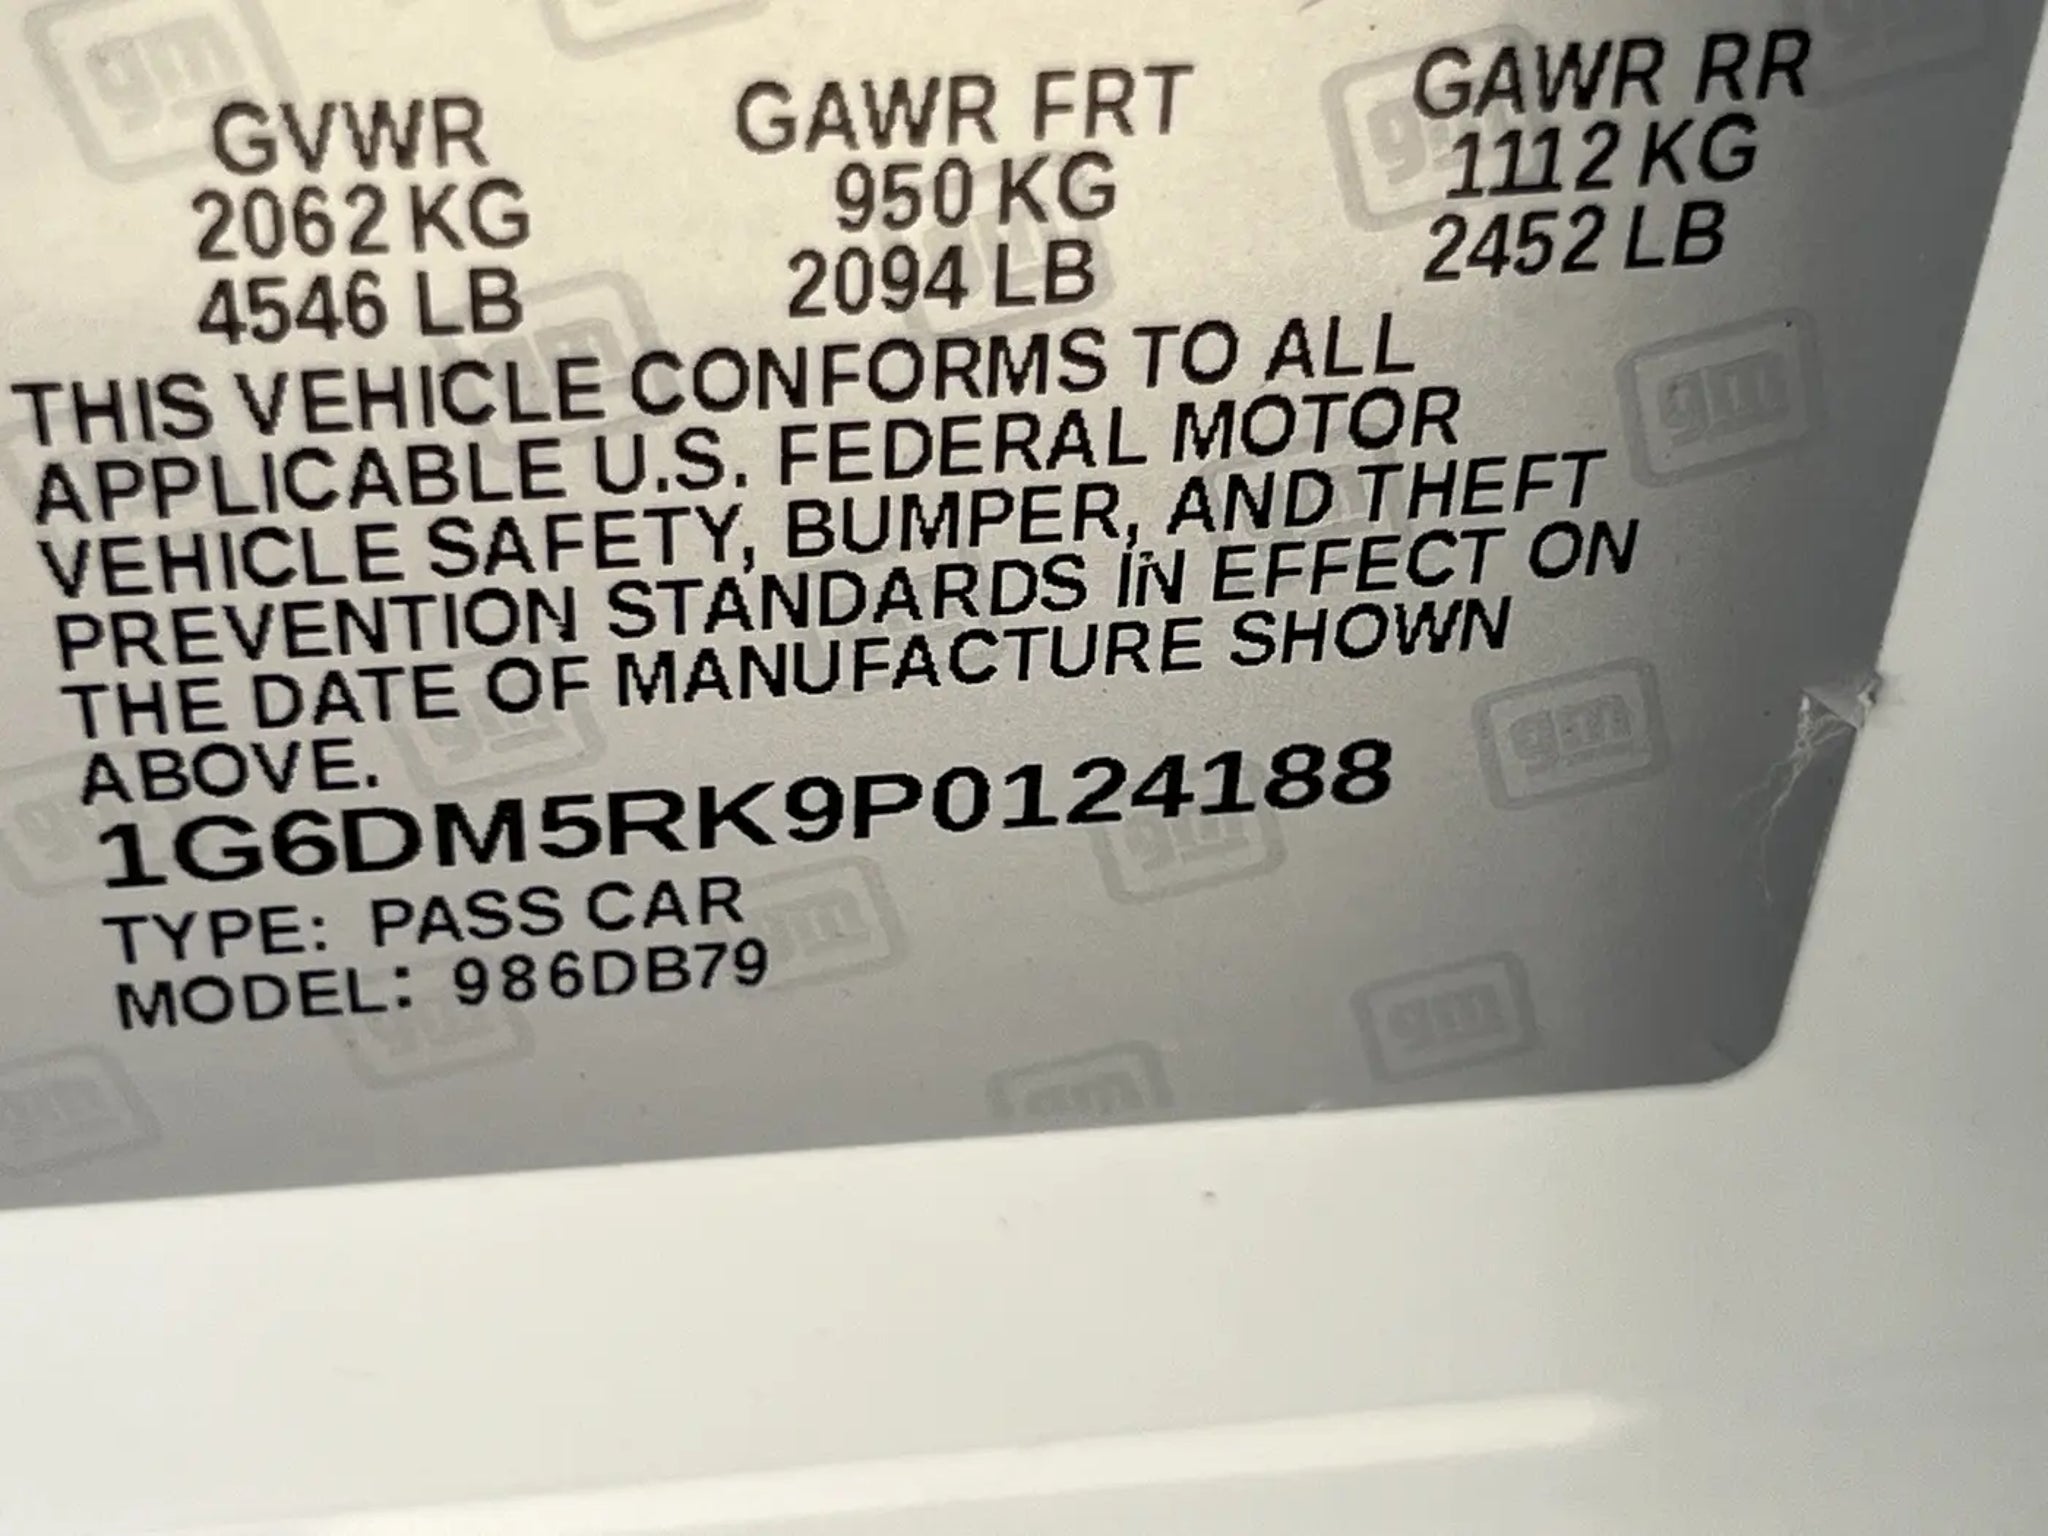 GVWR GAWR FRT GAWR RR
2062 KG 950 KG 1112 KG
4546 LB 2094 LB 2452 LB
THIS VEHICLE CONFORMS TO ALL
APPLICABLE U.S. FEDERAL MOTOR
VEHICLE SAFETY, BUMPER, AND THEFT
PREVENTION STANDARDS IN EFFECT ON
THE DATE OF MANUFACTURE SHOWN
ABOVE.
1G6DM5RK9P0124188
TYPE: PASS CAR
MODEL: 986DB79